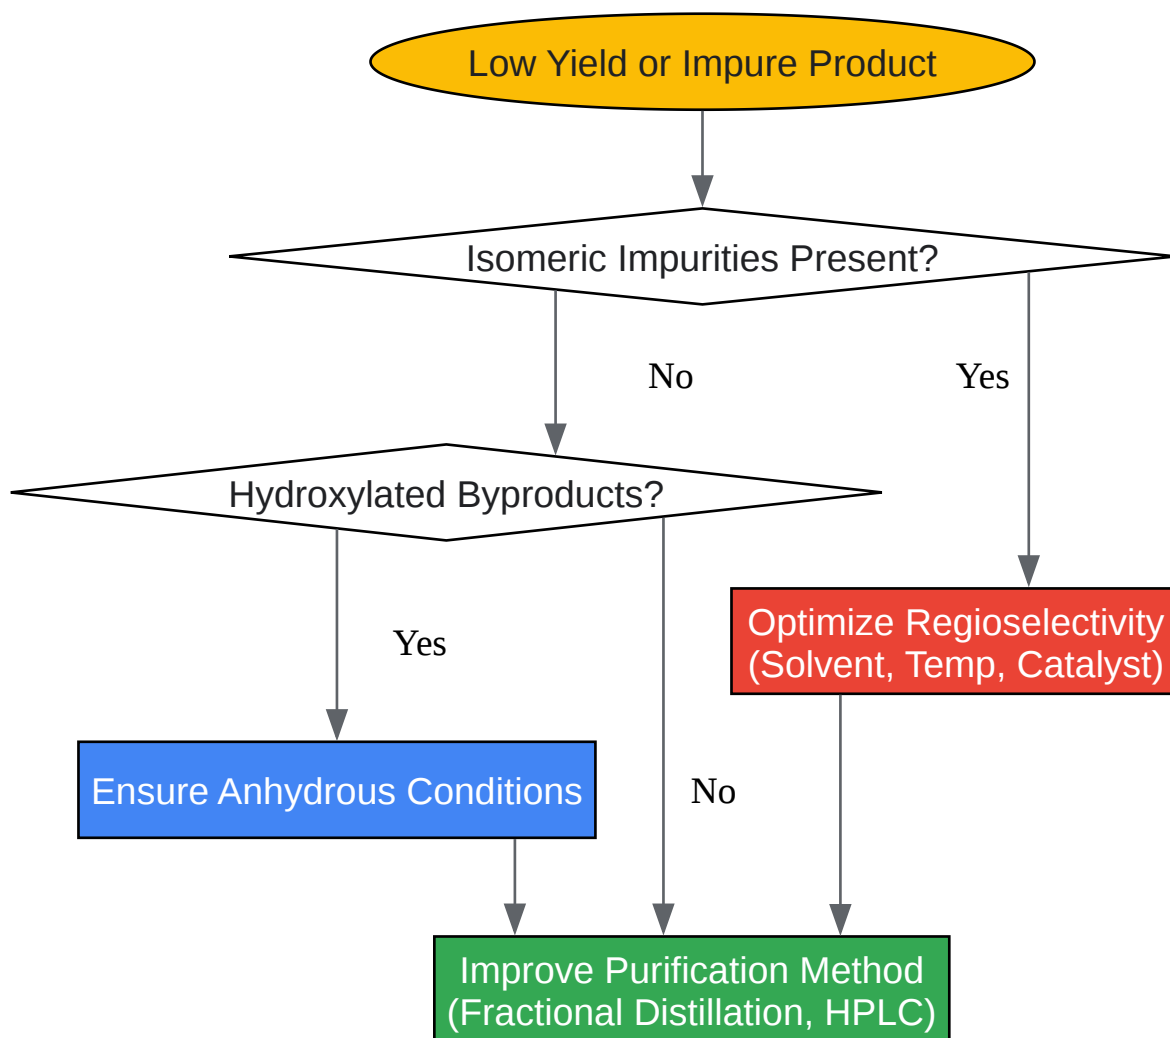 Low Yield or Impure Product
Isomeric Impurities Present?
No
Yes
Hydroxylated Byproducts?
Optimize Regioselectivity
(Solvent, Temp, Catalyst)
Yes
Ensure Anhydrous Conditions
No
Improve Purification Method
(Fractional Distillation, HPLC)